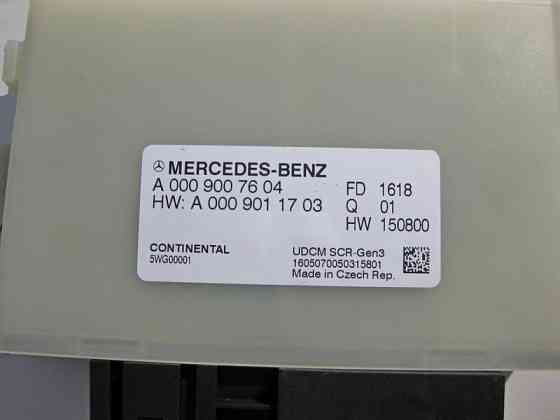 MERCEDES-BENZ
A 000 900 76 04 FD 1618
HW: A 000 901 17 03 Q 01
HW 150800
CONTINENTAL UDCM SCR-Gen3
5WG00001 1605070050315801
Made in Czech Rep.